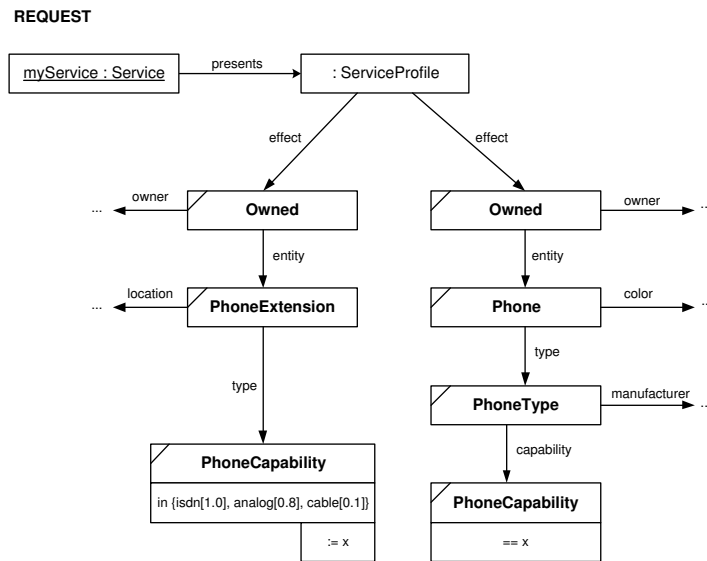 REQUEST
myService : Service
presents
: ServiceProfile
effect
effect
... owner
Owned
Owned
owner ..
entity
entity
... location
PhoneExtension
Phone
color ..
type
type
PhoneType
manufacturer ..
capability
PhoneCapability
in {isdn[1.0], analog[0.8], cable[0.1]}
:= x
PhoneCapability
== x